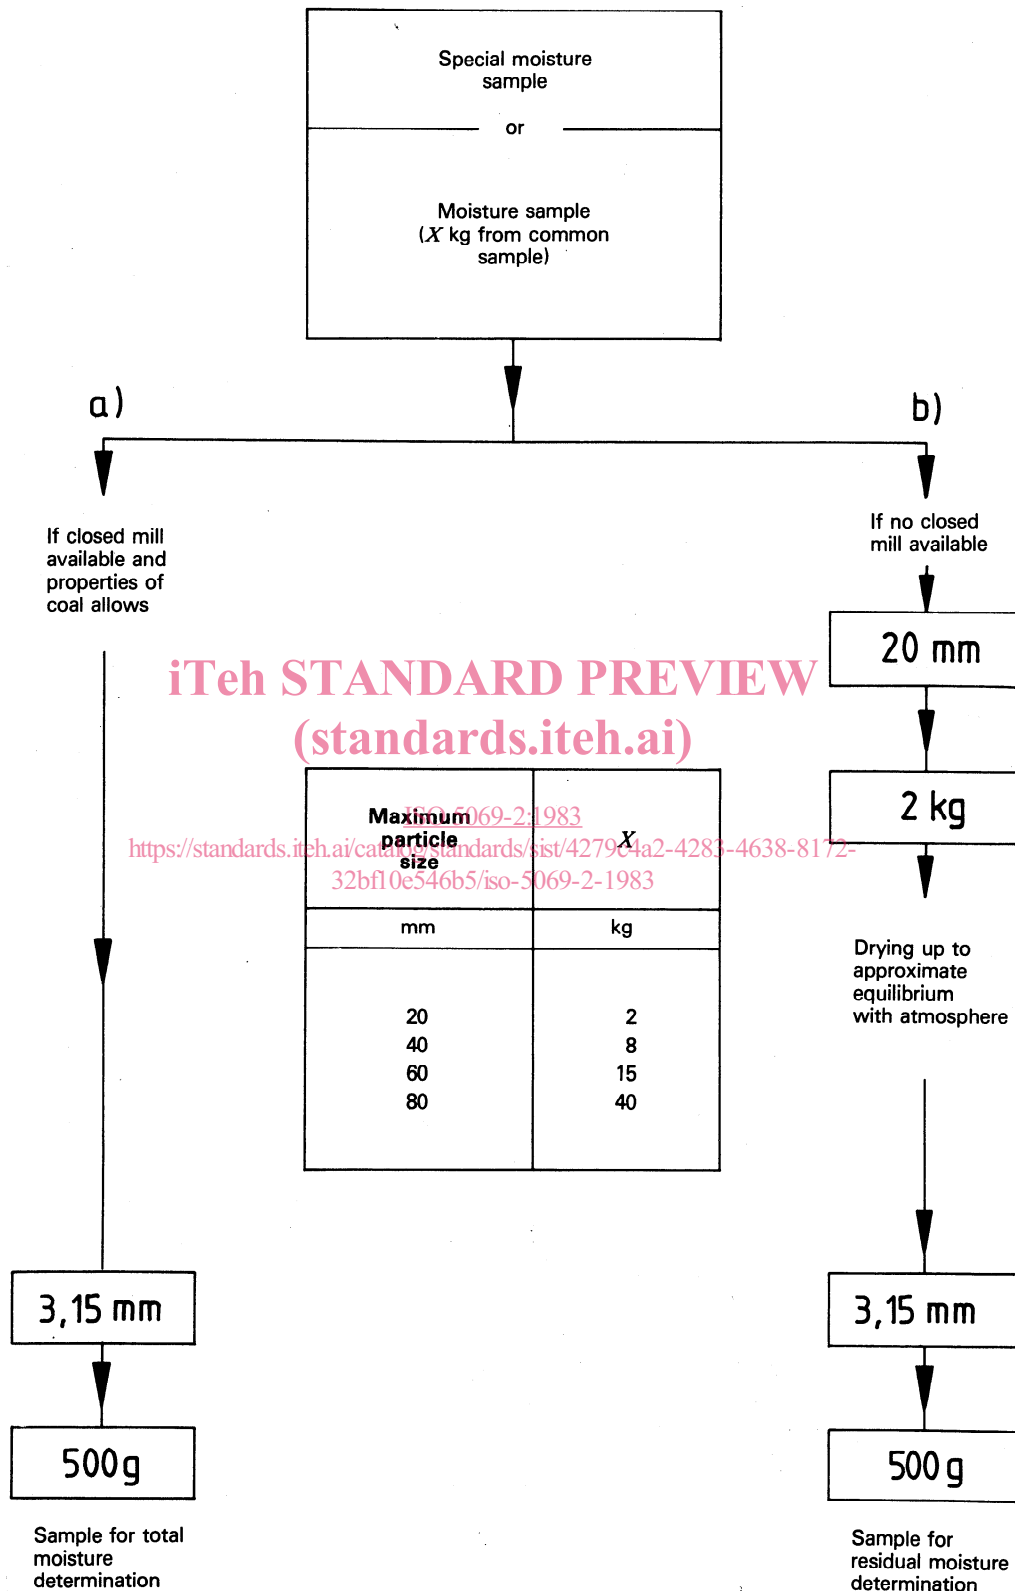 Special moisture
sample
or
Moisture sample
(X kg from common
sample)
a)
b)
If closed mill
available and
properties of
coal allows
If no closed
mill available
20 mm
2 kg
Drying up to
approximate
equilibrium
with atmosphere
iTeh STANDARD PREVIEW
(standards.iteh.ai)
ISO 5069-2:1983
https://standards.iteh.ai/catalog/standards/sist/4279c4a2-4283-4638-8172-
32bf10e546b5/iso-5069-2-1983
Maximum
particle
size
X
mm kg
20 2
40 8
60 15
80 40
3,15 mm
500g
Sample for total
moisture
determination
3,15 mm
500g
Sample for
residual moisture
determination